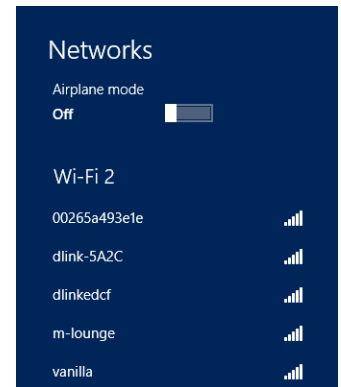 Networks
Airplane mode
Off
Wi-Fi 2
00265a493e1e
dlink-5A2C
dlinkedcf
m-lounge
vanilla